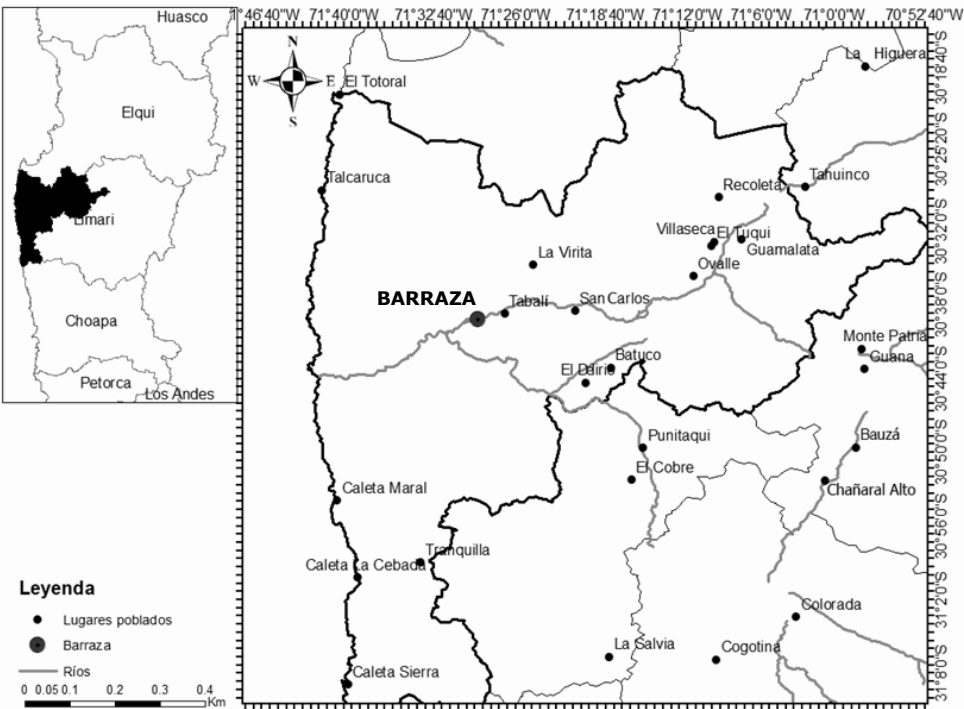 Huasco
Elqui
Limari
Choapa
Petorca
Los Andes
71°46'40"W 71°40'0"W 71°32'40"W 71°26'0"W 71°18'40"W 71°12'0"W 71°6'0"W 71°0'0"W 70°52'40"W
N
W E
S
El Totoral
La Higuera
Talcaruca
Recoleta
Tahuinco
Villaseca
El Tuqui
Guamalata
La Virita
Ovalle
BARRAZA
Tabalí
San Carlos
Monte Patria
Guana
Batuco
El Dairie
Punitaqui
Bauzá
El Cobre
Chañaral Alto
Caleta Maral
Tranquilla
Caleta La Cebada
Colorada
La Salvia
Cogotina
Caleta Sierra
30°18'40"S
30°25'20"S
30°32'0"S
30°38'0"S
30°44'0"S
30°50'0"S
30°56'0"S
31°2'0"S
31°8'0"S
Leyenda
Lugares poblados
Barraza
Ríos
0 0.05 0.1 0.2 0.3 0.4
Km